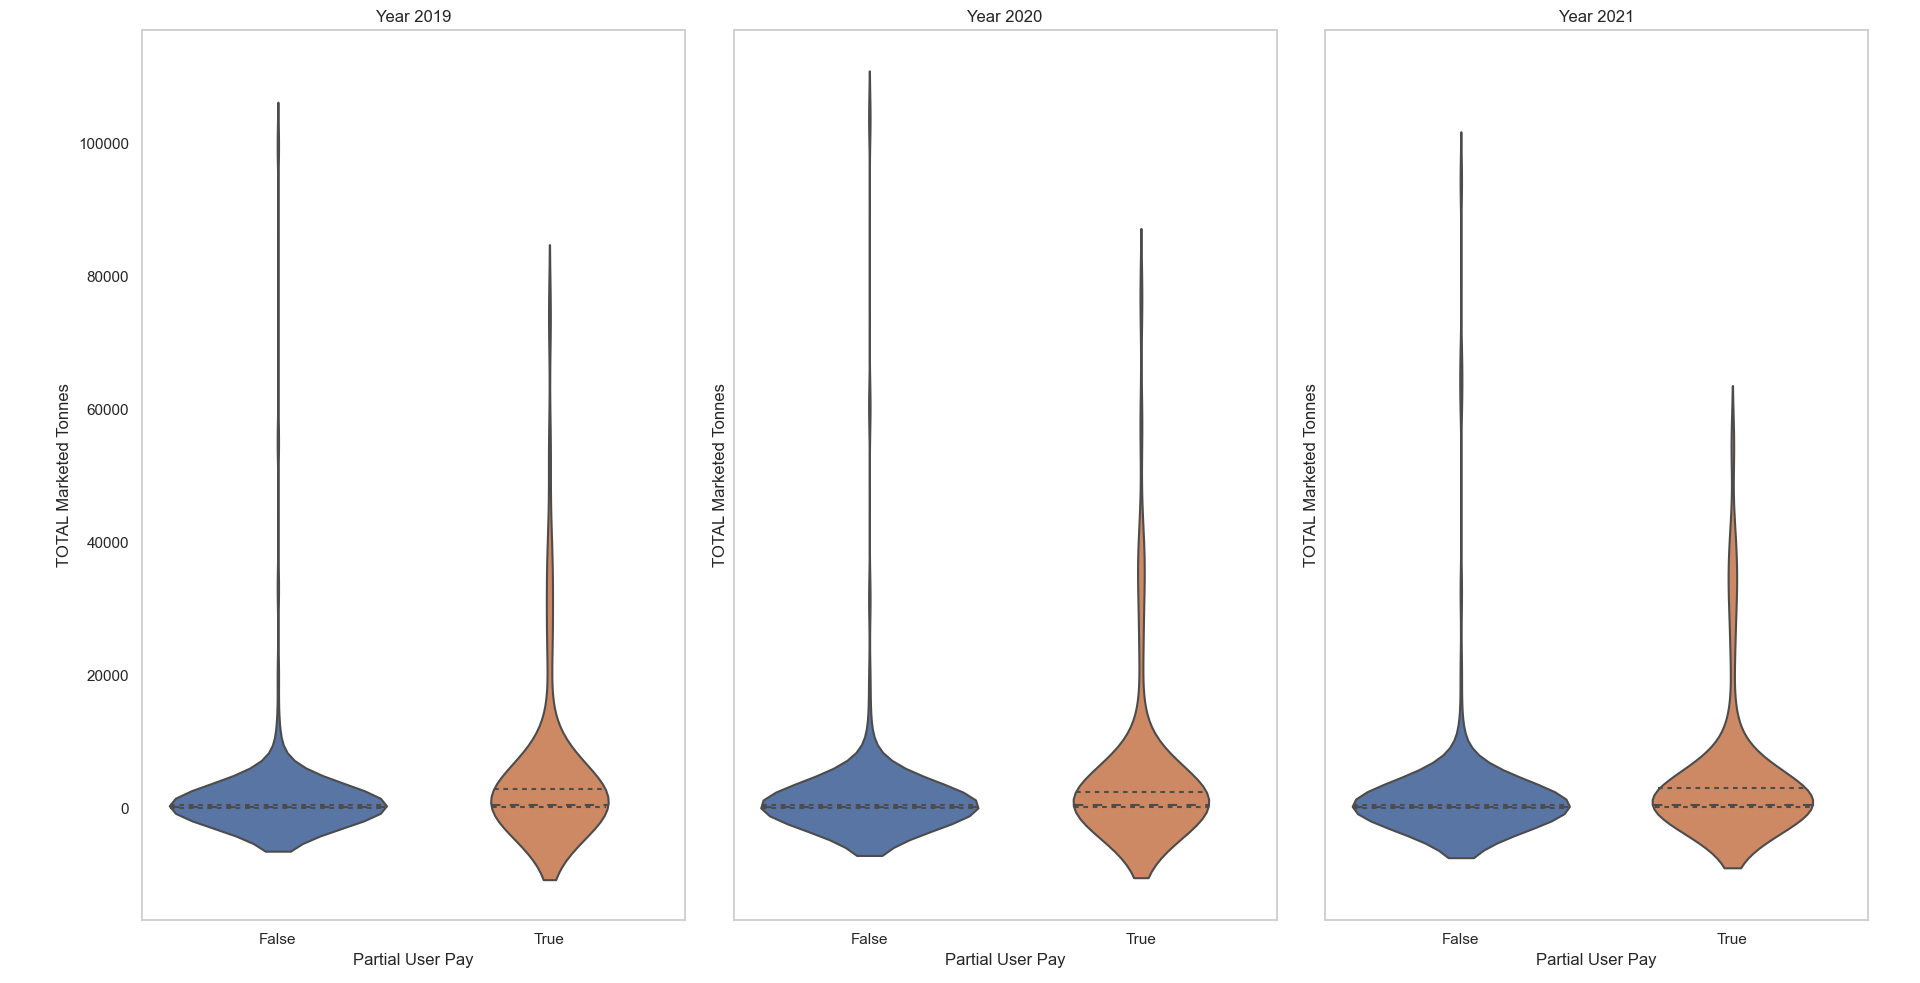 Year 2019
Year 2020
Year 2021
TOTAL Marketed Tonnes
100000
80000
60000
40000
20000
0
TOTAL Marketed Tonnes
TOTAL Marketed Tonnes
False
True
False
True
False
True
Partial User Pay
Partial User Pay
Partial User Pay